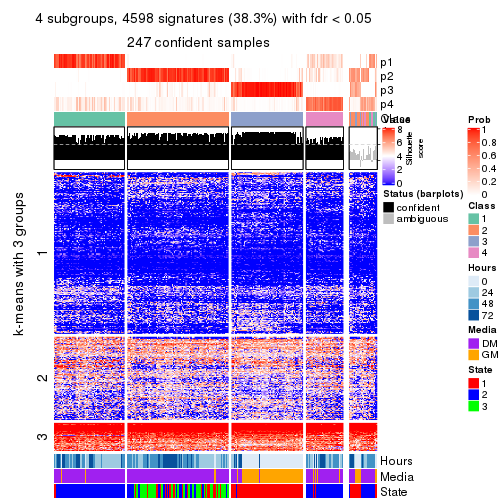 4 subgroups, 4598 signatures (38.3%) with fdr < 0.05
247 confident samples
p1
p2
p3
p4
Class
Value
8
6
4
2
0
Silhouette
score
Prob
1
0.8
0.6
0.4
0.2
0
Status (barplots)
confident
ambiguous
Class
1
2
3
4
Hours
0
24
48
72
Media
DM
GM
State
1
2
3
k-means with 3 groups
1
2
3
Hours
Media
State